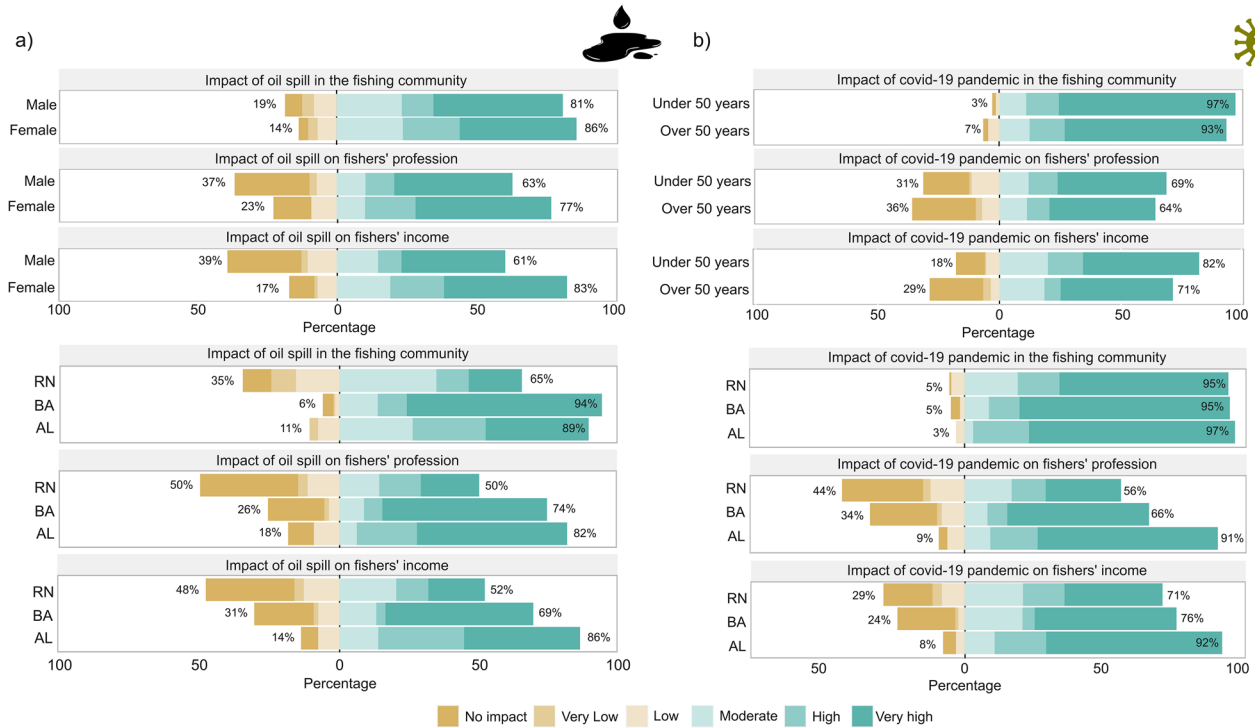 a)
Impact of oil spill in the fishing community
Male 19% 81%
Female 14% 86%
Impact of oil spill on fishers' profession
Male 37% 63%
Female 23% 77%
Impact of oil spill on fishers' income
Male 39% 61%
Female 17% 83%
100 50 0 50 100
Percentage
Impact of oil spill in the fishing community
RN 35% 65%
BA 6% 94%
AL 11% 89%
Impact of oil spill on fishers' profession
RN 50% 50%
BA 26% 74%
AL 18% 82%
Impact of oil spill on fishers' income
RN 48% 52%
BA 31% 69%
AL 14% 86%
100 50 0 50 100
Percentage
b)
Impact of covid-19 pandemic in the fishing community
Under 50 years 3% 97%
Over 50 years 7% 93%
Impact of covid-19 pandemic on fishers' profession
Under 50 years 31% 69%
Over 50 years 36% 64%
Impact of covid-19 pandemic on fishers' income
Under 50 years 18% 82%
Over 50 years 29% 71%
100 50 0 50 100
Percentage
Impact of covid-19 pandemic in the fishing community
RN 5% 95%
BA 5% 95%
AL 3% 97%
Impact of covid-19 pandemic on fishers' profession
RN 44% 56%
BA 34% 66%
AL 9% 91%
Impact of covid-19 pandemic on fishers' income
RN 29% 71%
BA 24% 76%
AL 8% 92%
50 0 50 100
Percentage
No impact Very Low Low Moderate High Very high